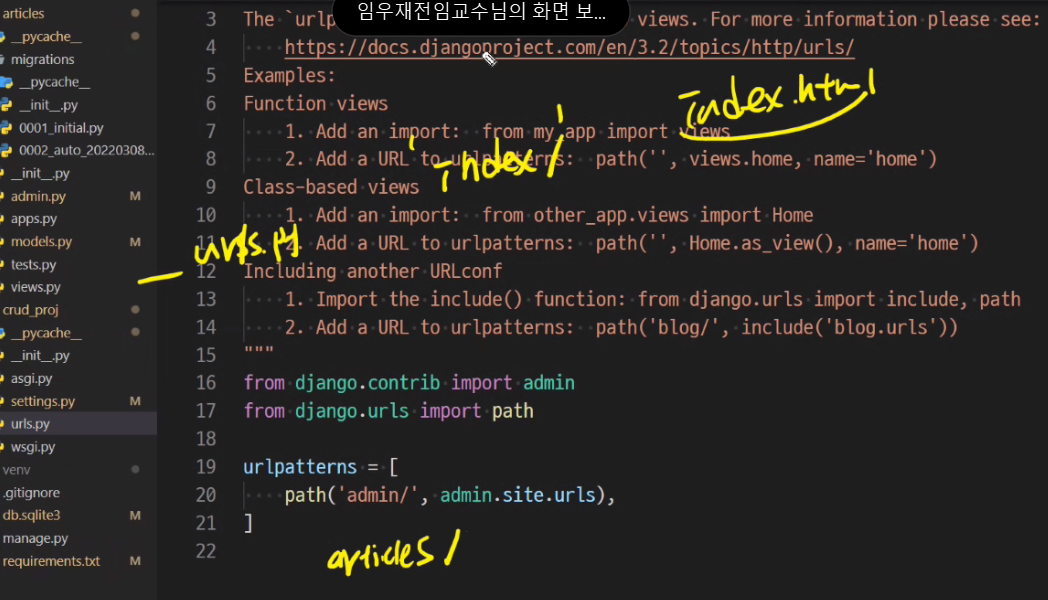 임우재전임교수님의 화면 보...
articles
__pycache__
migrations
__pycache__
__init__.py
0001_initial.py
0002_auto_20220308...
__init__.py
admin.py M
apps.py
models.py M
tests.py
views.py
crud_proj
__pycache__
__init__.py
asgi.py
settings.py M
urls.py
wsgi.py
venv
.gitignore
db.sqlite3 M
manage.py
requirements.txt M
3 The `urlp views. For more information please see:
4 https://docs.djangoproject.com/en/3.2/topics/http/urls/
5 Examples:
6 Function views
7 1. Add an import: from my_app import views
8 2. Add a URL to urlpatterns: path('', views.home, name='home')
9 Class-based views
10 1. Add an import: from other_app.views import Home
11 2. Add a URL to urlpatterns: path('', Home.as_view(), name='home')
12 Including another URLconf
13 1. Import the include() function: from django.urls import include, path
14 2. Add a URL to urlpatterns: path('blog/', include('blog.urls'))
15 """
16 from django.contrib import admin
17 from django.urls import path
18
19 urlpatterns = [
20 path('admin/', admin.site.urls),
21 ]
22
index.html
'index/'
urls.py
articles/